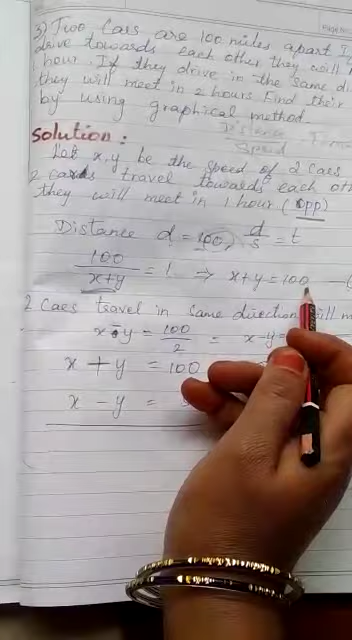 3) Two Cars are 100 miles apart I
drive towards each other they will
1 hour. If they drive in the same di
they will meet in 2 hours Find their
by using graphical method.
Distance
Speed
Solution:
Let x,y be the speed of 2 Cars
2 cars travel towards each oth
they will meet in 1 hour (opp)
Distance d = 100, d/s = t
100/x+y = 1 → x+y=100
2 Cars travel in same direction will m
x-y = 100/2 = x-y=
x + y = 100
x - y =